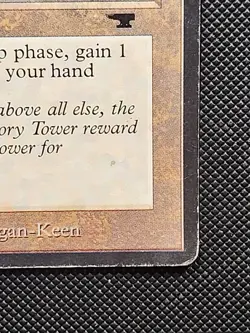 phase, gain 1
your hand
above all else, the
ory Tower reward
ower for
gan-Keen